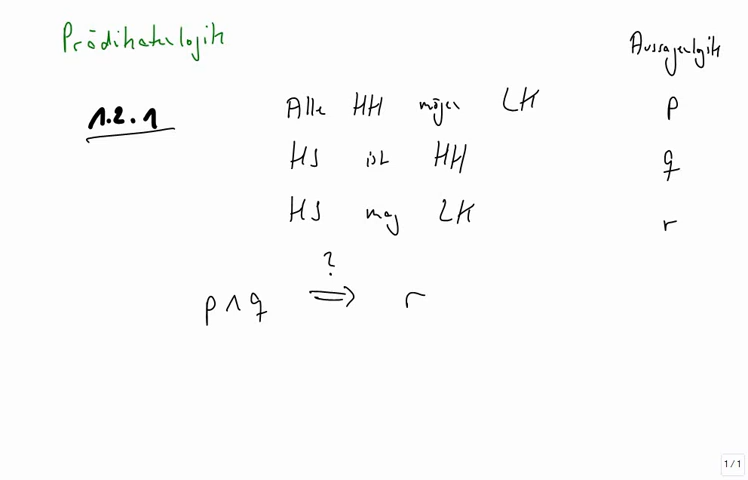 Prädikatenlogik
Aussagenlogik
1.2.1
Alle HH mögen LK p
HS ist HH q
HS mag LK r
?
p ∧ q ⟹ r
1/1